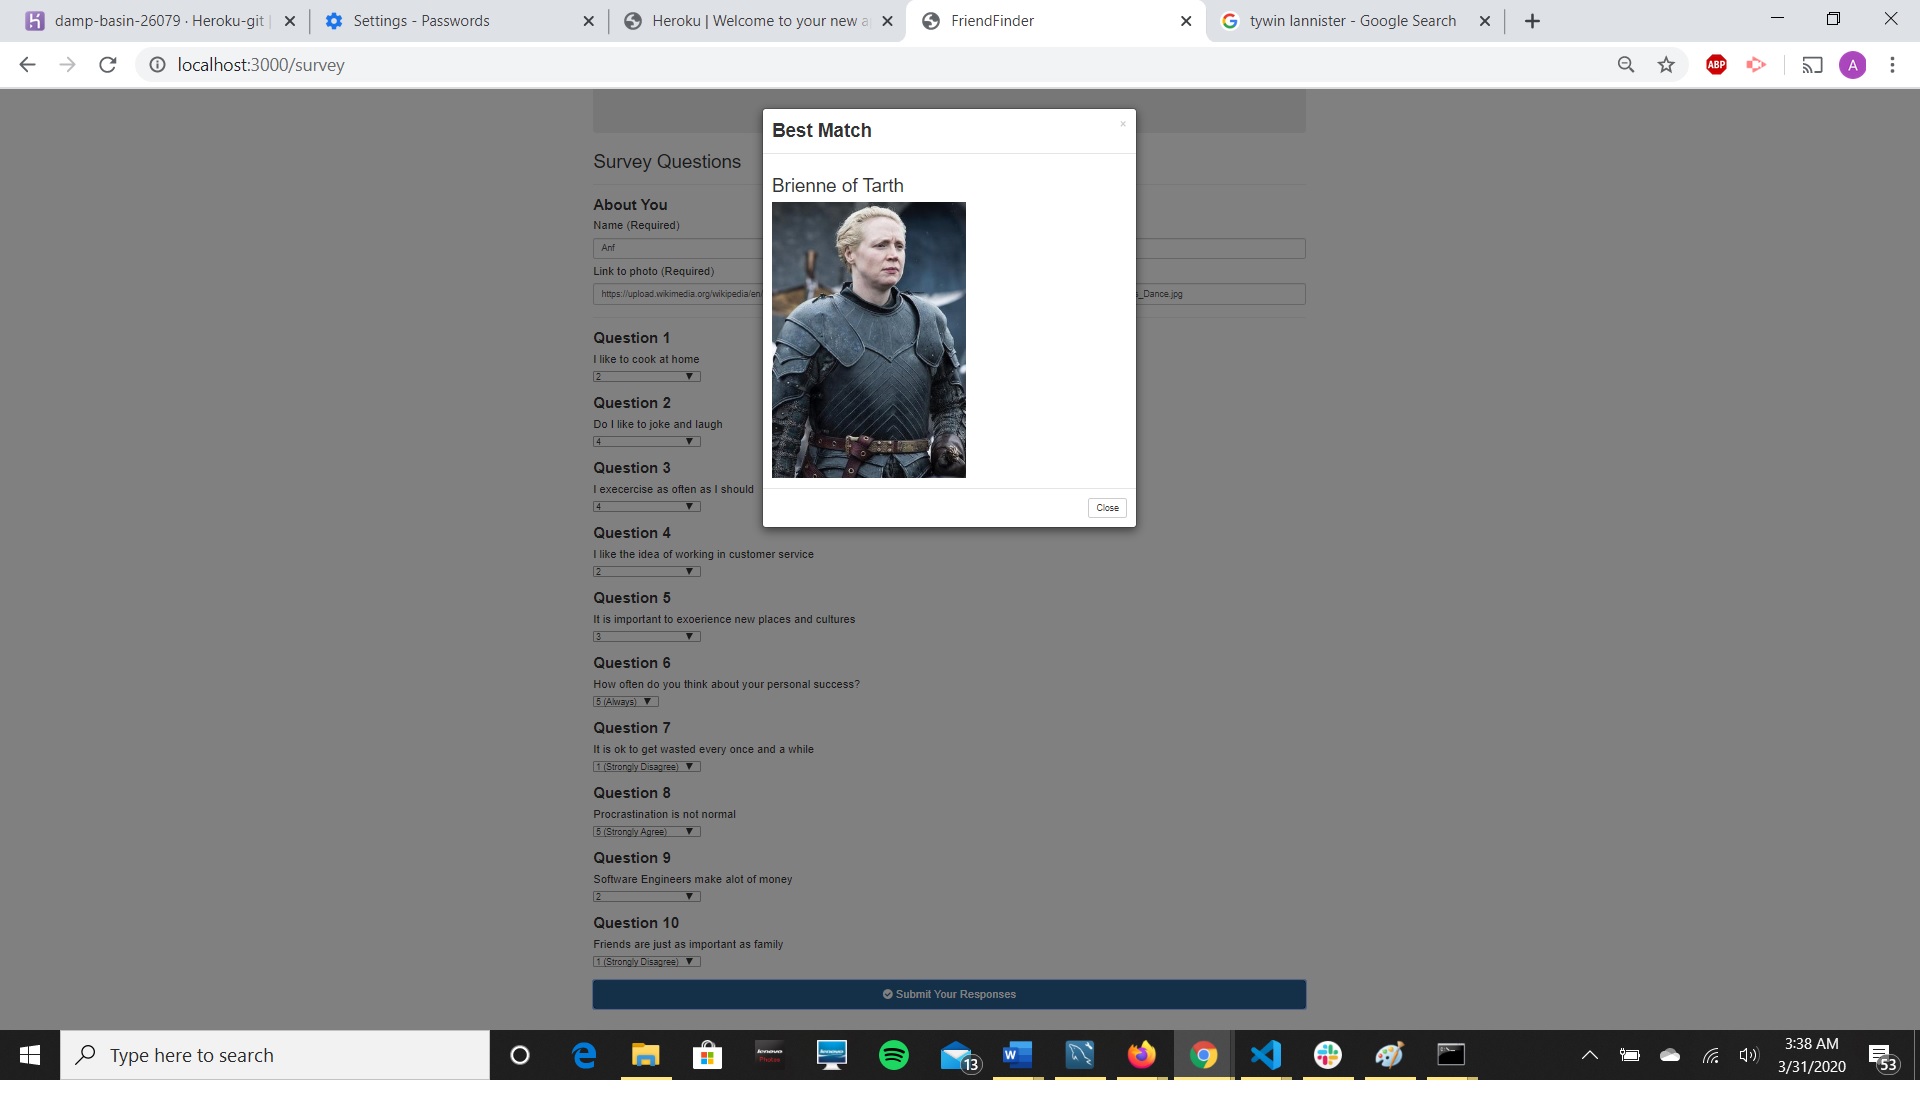 damp-basin-26079 · Heroku-git
Settings - Passwords
Heroku | Welcome to your new a
FriendFinder
tywin lannister - Google Search
localhost:3000/survey
ABP
A
Best Match
×
Brienne of Tarth
Close
Survey Questions
About You
Name (Required)
Link to photo (Required)
https://upload.wikimedia.org/wikipedia/en/
s_Dance.jpg
Question 1
I like to cook at home
2
Question 2
Do I like to joke and laugh
4
Question 3
I execercise as often as I should
4
Question 4
I like the idea of working in customer service
2
Question 5
It is important to exoerience new places and cultures
3
Question 6
How often do you think about your personal success?
5 (Always)
Question 7
It is ok to get wasted every once and a while
1 (Strongly Disagree)
Question 8
Procrastination is not normal
5 (Strongly Agree)
Question 9
Software Engineers make alot of money
2
Question 10
Friends are just as important as family
1 (Strongly Disagree)
Submit Your Responses
Type here to search
13
3:38 AM
3/31/2020
53